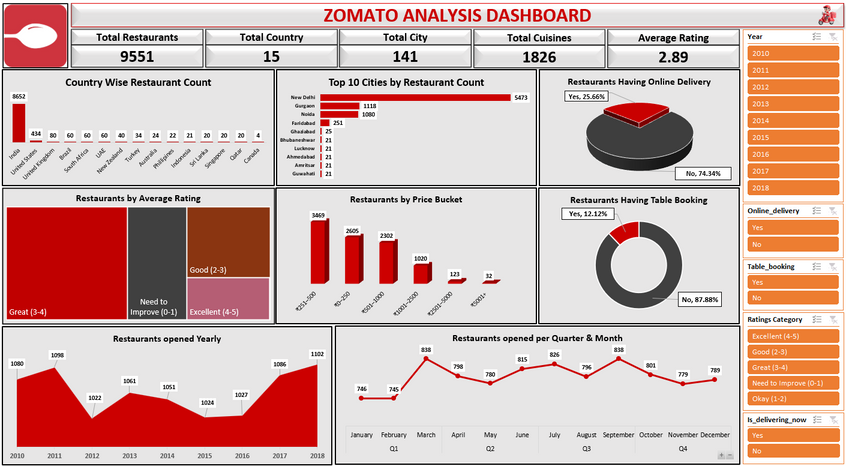 ZOMATO ANALYSIS DASHBOARD
Total Restaurants
9551
Total Country
15
Total City
141
Total Cuisines
1826
Average Rating
2.89
Country Wise Restaurant Count
8652
434
80
60
60
60
40
34
24
22
21
20
20
20
4
India
United States
United Kingdom
Brazil
South Africa
UAE
New Zealand
Turkey
Australia
Phillipines
Indonesia
Sri Lanka
Singapore
Qatar
Canada
Top 10 Cities by Restaurant Count
New Delhi 5473
Gurgaon 1118
Noida 1080
Faridabad 251
Ghaziabad 25
Bhubaneshwar 21
Lucknow 21
Ahmedabad 21
Amritsar 21
Guwahati 21
Restaurants Having Online Delivery
Yes, 25.66%
No, 74.34%
Restaurants by Average Rating
Great (3-4)
Need to
Improve (0-1)
Good (2-3)
Excellent (4-5)
Restaurants by Price Bucket
3469
2605
2302
1020
123
32
₹251–500
₹0–250
₹501–1000
₹1001–2500
₹2501–5000
₹5001+
Restaurants Having Table Booking
Yes, 12.12%
No, 87.88%
Restaurants opened Yearly
1080
1098
1022
1061
1051
1024
1027
1086
1102
2010 2011 2012 2013 2014 2015 2016 2017 2018
Restaurants opened per Quarter & Month
746
745
838
798
780
815
826
796
838
801
779
789
January February March April May June July August September October November December
Q1 Q2 Q3 Q4
Year
2010
2011
2012
2013
2014
2015
2016
2017
2018
Online_delivery
Yes
No
Table_booking
Yes
No
Ratings Category
Excellent (4-5)
Good (2-3)
Great (3-4)
Need to Improve (0-1)
Okay (1-2)
Is_delivering_now
Yes
No